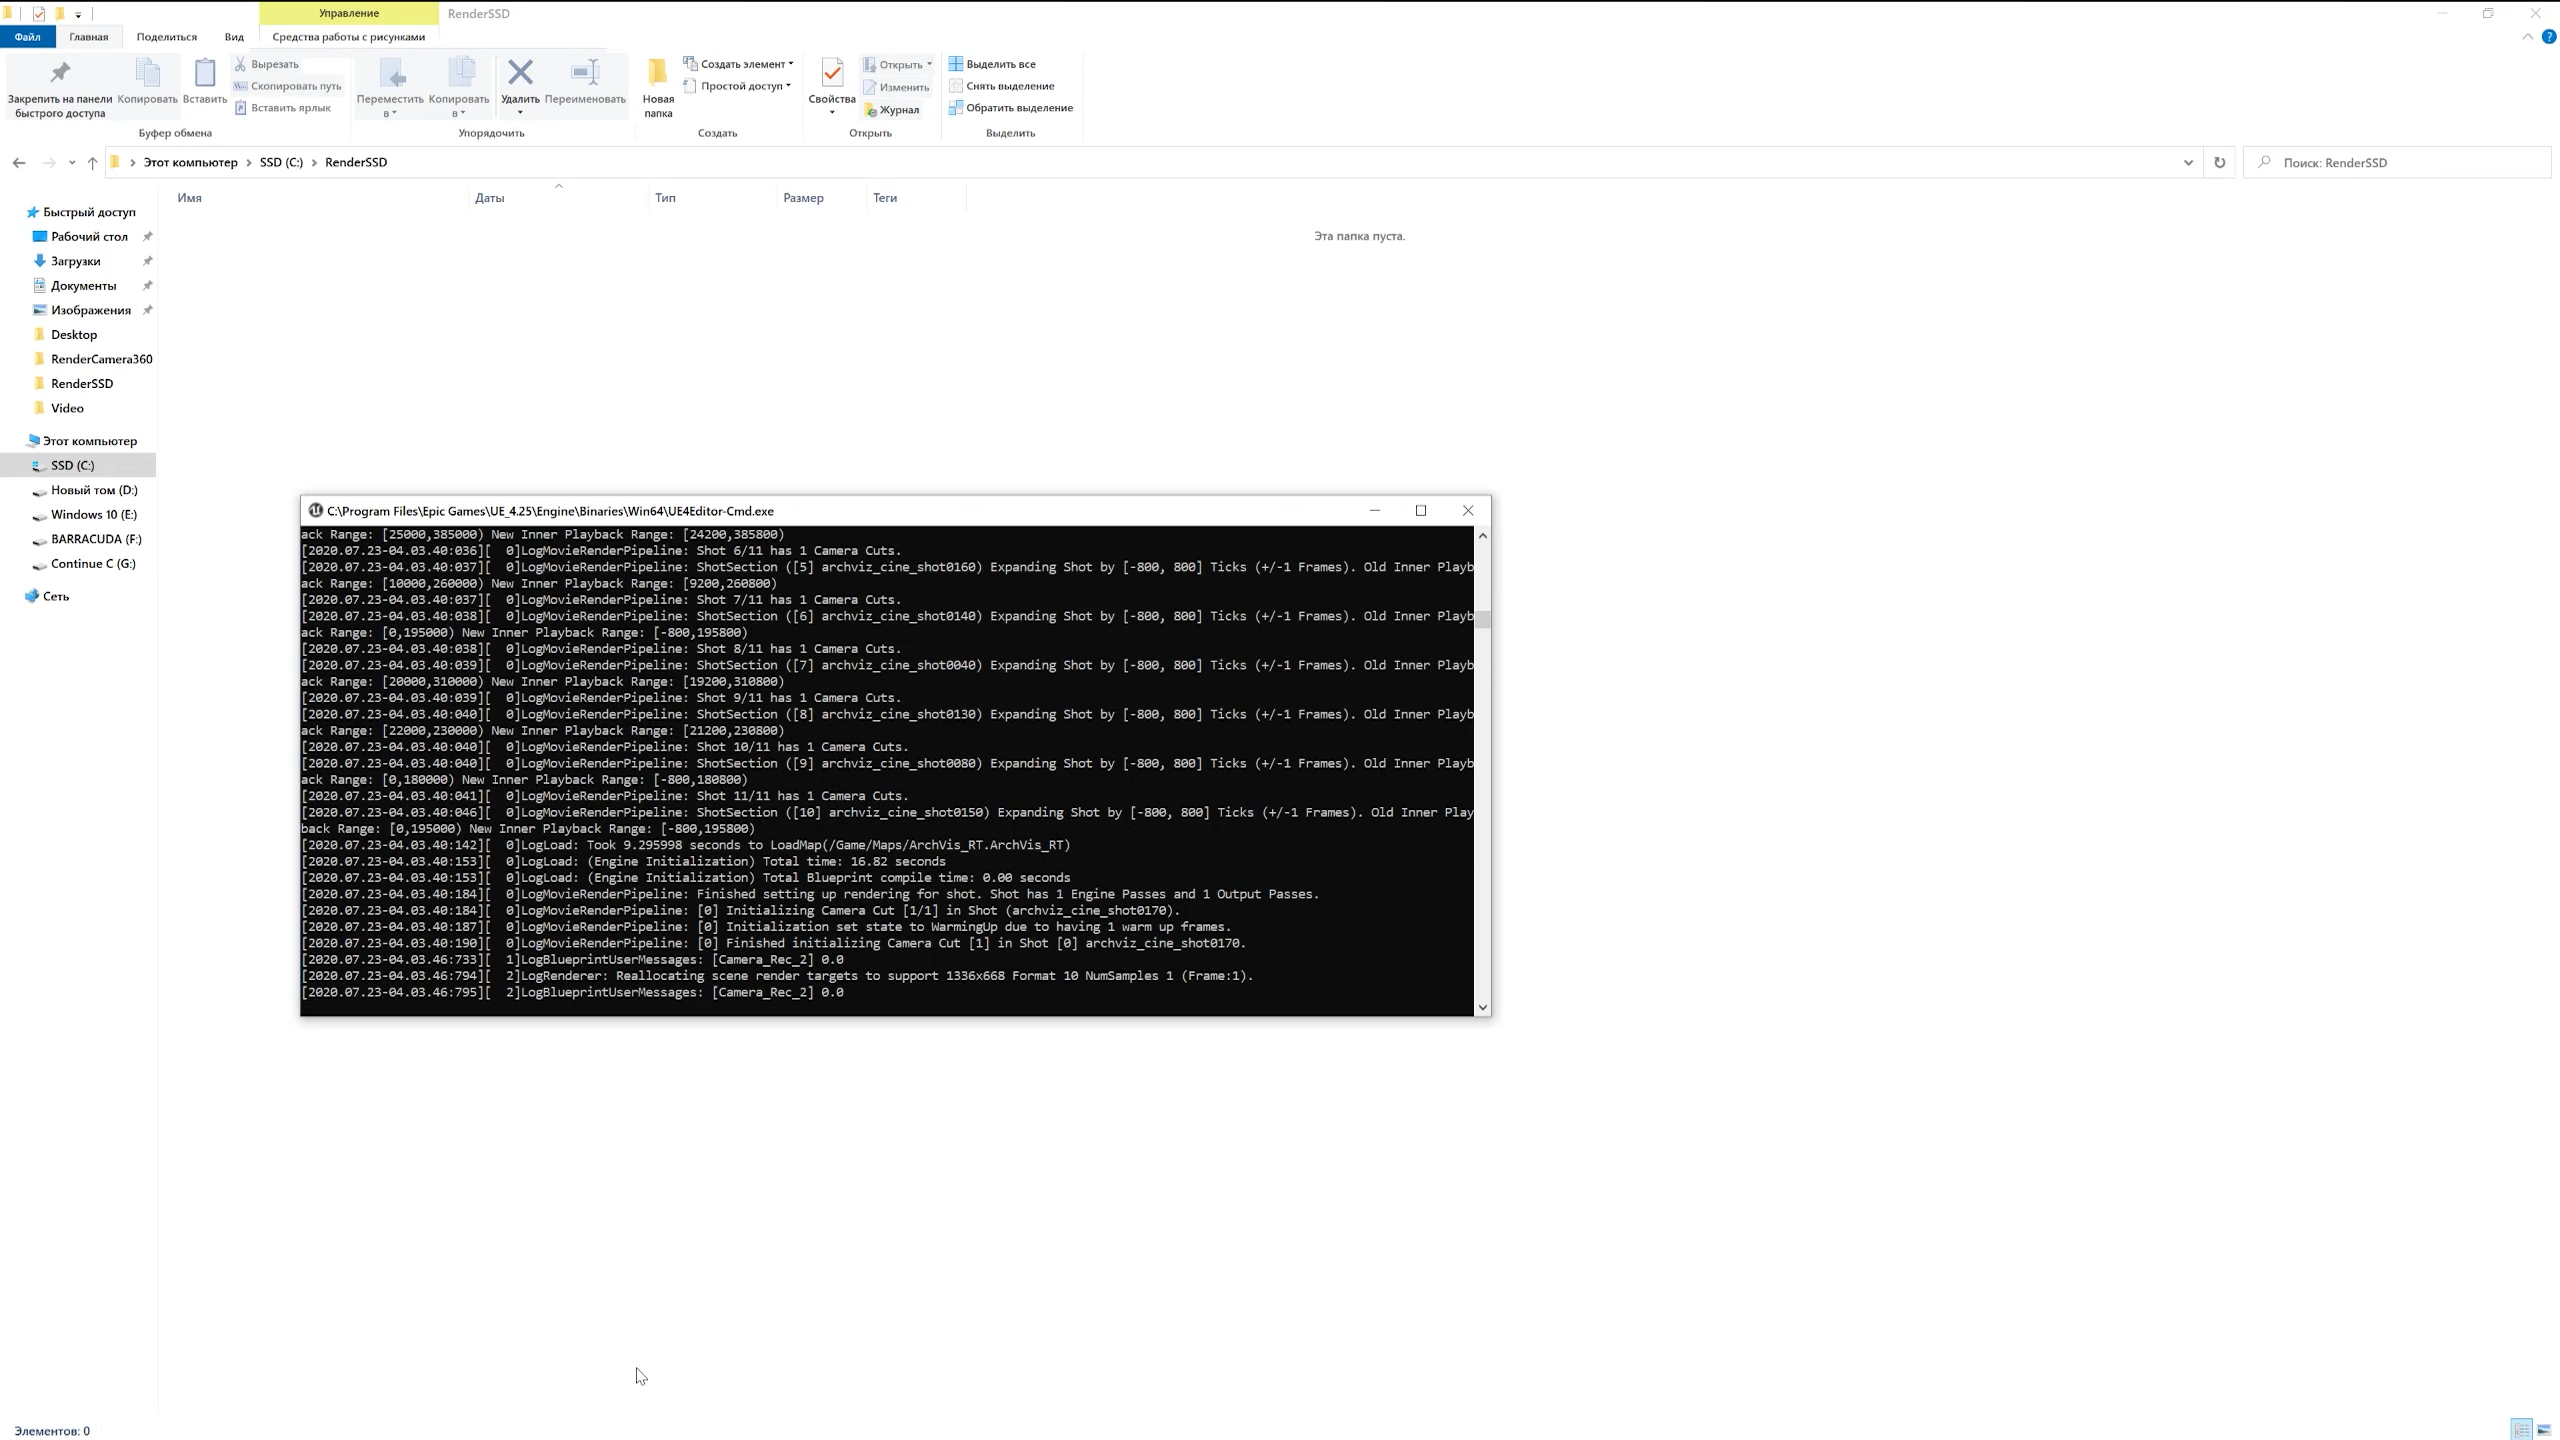 Управление
RenderSSD
Файл
Главная
Поделиться
Вид
Средства работы с рисунками
Закрепить на панели
быстрого доступа
Копировать
Вставить
Вырезать
Скопировать путь
Вставить ярлык
Буфер обмена
Переместить
в
Копировать
в
Удалить
Переименовать
Упорядочить
Новая
папка
Создать элемент
Простой доступ
Создать
Свойства
Открыть
Изменить
Журнал
Открыть
Выделить все
Снять выделение
Обратить выделение
Выделить
Этот компьютер > SSD (C:) > RenderSSD
Поиск: RenderSSD
Имя
Даты
Тип
Размер
Теги
Эта папка пуста.
Быстрый доступ
Рабочий стол
Загрузки
Документы
Изображения
Desktop
RenderCamera360
RenderSSD
Video
Этот компьютер
SSD (C:)
Новый том (D:)
Windows 10 (E:)
BARRACUDA (F:)
Continue C (G:)
Сеть
C:\Program Files\Epic Games\UE_4.25\Engine\Binaries\Win64\UE4Editor-Cmd.exe
ack Range: [25000,385000) New Inner Playback Range: [24200,385800)
[2020.07.23-04.03.40:036][  0]LogMovieRenderPipeline: Shot 6/11 has 1 Camera Cuts.
[2020.07.23-04.03.40:037][  0]LogMovieRenderPipeline: ShotSection ([5] archviz_cine_shot0160) Expanding Shot by [-800, 800] Ticks (+/-1 Frames). Old Inner Playb
ack Range: [10000,260000) New Inner Playback Range: [9200,260800)
[2020.07.23-04.03.40:037][  0]LogMovieRenderPipeline: Shot 7/11 has 1 Camera Cuts.
[2020.07.23-04.03.40:038][  0]LogMovieRenderPipeline: ShotSection ([6] archviz_cine_shot0140) Expanding Shot by [-800, 800] Ticks (+/-1 Frames). Old Inner Playb
ack Range: [0,195000) New Inner Playback Range: [-800,195800)
[2020.07.23-04.03.40:038][  0]LogMovieRenderPipeline: Shot 8/11 has 1 Camera Cuts.
[2020.07.23-04.03.40:039][  0]LogMovieRenderPipeline: ShotSection ([7] archviz_cine_shot0040) Expanding Shot by [-800, 800] Ticks (+/-1 Frames). Old Inner Playb
ack Range: [20000,310000) New Inner Playback Range: [19200,310800)
[2020.07.23-04.03.40:039][  0]LogMovieRenderPipeline: Shot 9/11 has 1 Camera Cuts.
[2020.07.23-04.03.40:040][  0]LogMovieRenderPipeline: ShotSection ([8] archviz_cine_shot0130) Expanding Shot by [-800, 800] Ticks (+/-1 Frames). Old Inner Playb
ack Range: [22000,230000) New Inner Playback Range: [21200,230800)
[2020.07.23-04.03.40:040][  0]LogMovieRenderPipeline: Shot 10/11 has 1 Camera Cuts.
[2020.07.23-04.03.40:040][  0]LogMovieRenderPipeline: ShotSection ([9] archviz_cine_shot0080) Expanding Shot by [-800, 800] Ticks (+/-1 Frames). Old Inner Playb
ack Range: [0,180000) New Inner Playback Range: [-800,180800)
[2020.07.23-04.03.40:041][  0]LogMovieRenderPipeline: Shot 11/11 has 1 Camera Cuts.
[2020.07.23-04.03.40:046][  0]LogMovieRenderPipeline: ShotSection ([10] archviz_cine_shot0150) Expanding Shot by [-800, 800] Ticks (+/-1 Frames). Old Inner Play
back Range: [0,195000) New Inner Playback Range: [-800,195800)
[2020.07.23-04.03.40:142][  0]LogLoad: Took 9.295998 seconds to LoadMap(/Game/Maps/ArchVis_RT.ArchVis_RT)
[2020.07.23-04.03.40:153][  0]LogLoad: (Engine Initialization) Total time: 16.82 seconds
[2020.07.23-04.03.40:153][  0]LogLoad: (Engine Initialization) Total Blueprint compile time: 0.00 seconds
[2020.07.23-04.03.40:184][  0]LogMovieRenderPipeline: Finished setting up rendering for shot. Shot has 1 Engine Passes and 1 Output Passes.
[2020.07.23-04.03.40:184][  0]LogMovieRenderPipeline: [0] Initializing Camera Cut [1/1] in Shot (archviz_cine_shot0170).
[2020.07.23-04.03.40:187][  0]LogMovieRenderPipeline: [0] Initialization set state to WarmingUp due to having 1 warm up frames.
[2020.07.23-04.03.40:190][  0]LogMovieRenderPipeline: [0] Finished initializing Camera Cut [1] in Shot [0] archviz_cine_shot0170.
[2020.07.23-04.03.46:733][  1]LogBlueprintUserMessages: [Camera_Rec_2] 0.0
[2020.07.23-04.03.46:794][  2]LogRenderer: Reallocating scene render targets to support 1336x668 Format 10 NumSamples 1 (Frame:1).
[2020.07.23-04.03.46:795][  2]LogBlueprintUserMessages: [Camera_Rec_2] 0.0
Элементов: 0